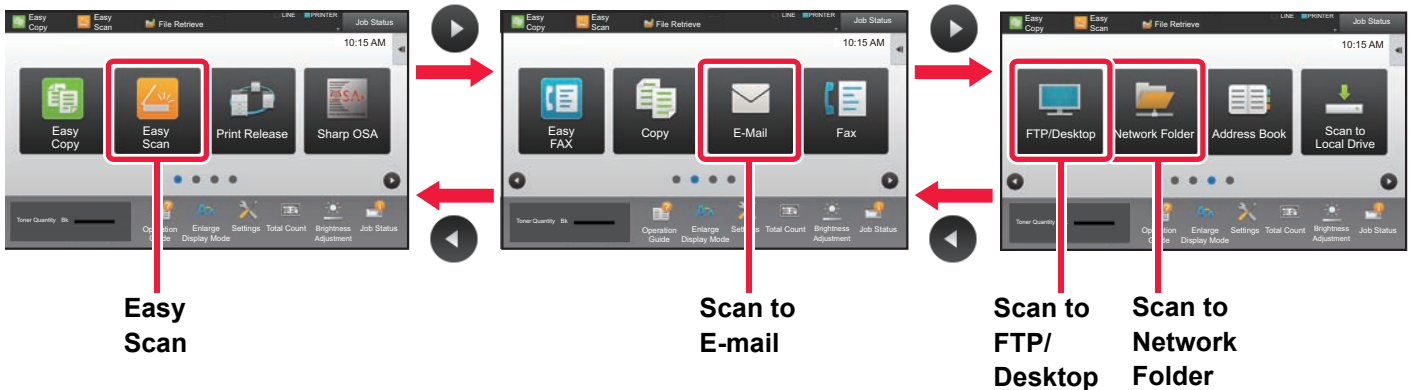 Easy
Copy
Easy
Scan
File Retrieve
LINE PRINTER
Job Status
10:15 AM
Easy
Copy
Easy
Scan
Print Release
Sharp OSA
Toner Quantity Bk
Operation
Guide
Enlarge
Display Mode
Settings
Total Count
Brightness
Adjustment
Job Status
Easy
Scan
Easy
Copy
Easy
Scan
File Retrieve
LINE PRINTER
Job Status
10:15 AM
Easy
FAX
Copy
E-Mail
Fax
Toner Quantity Bk
Operation
Guide
Enlarge
Display Mode
Settings
Total Count
Brightness
Adjustment
Job Status
Scan to
E-mail
Easy
Copy
Easy
Scan
File Retrieve
LINE PRINTER
Job Status
10:15 AM
FTP/Desktop
Network Folder
Address Book
Scan to
Local Drive
Toner Quantity
Operation
Guide
Enlarge
Display Mode
Settings
Total Count
Brightness
Adjustment
Job Status
Scan to
FTP/
Desktop
Scan to
Network
Folder